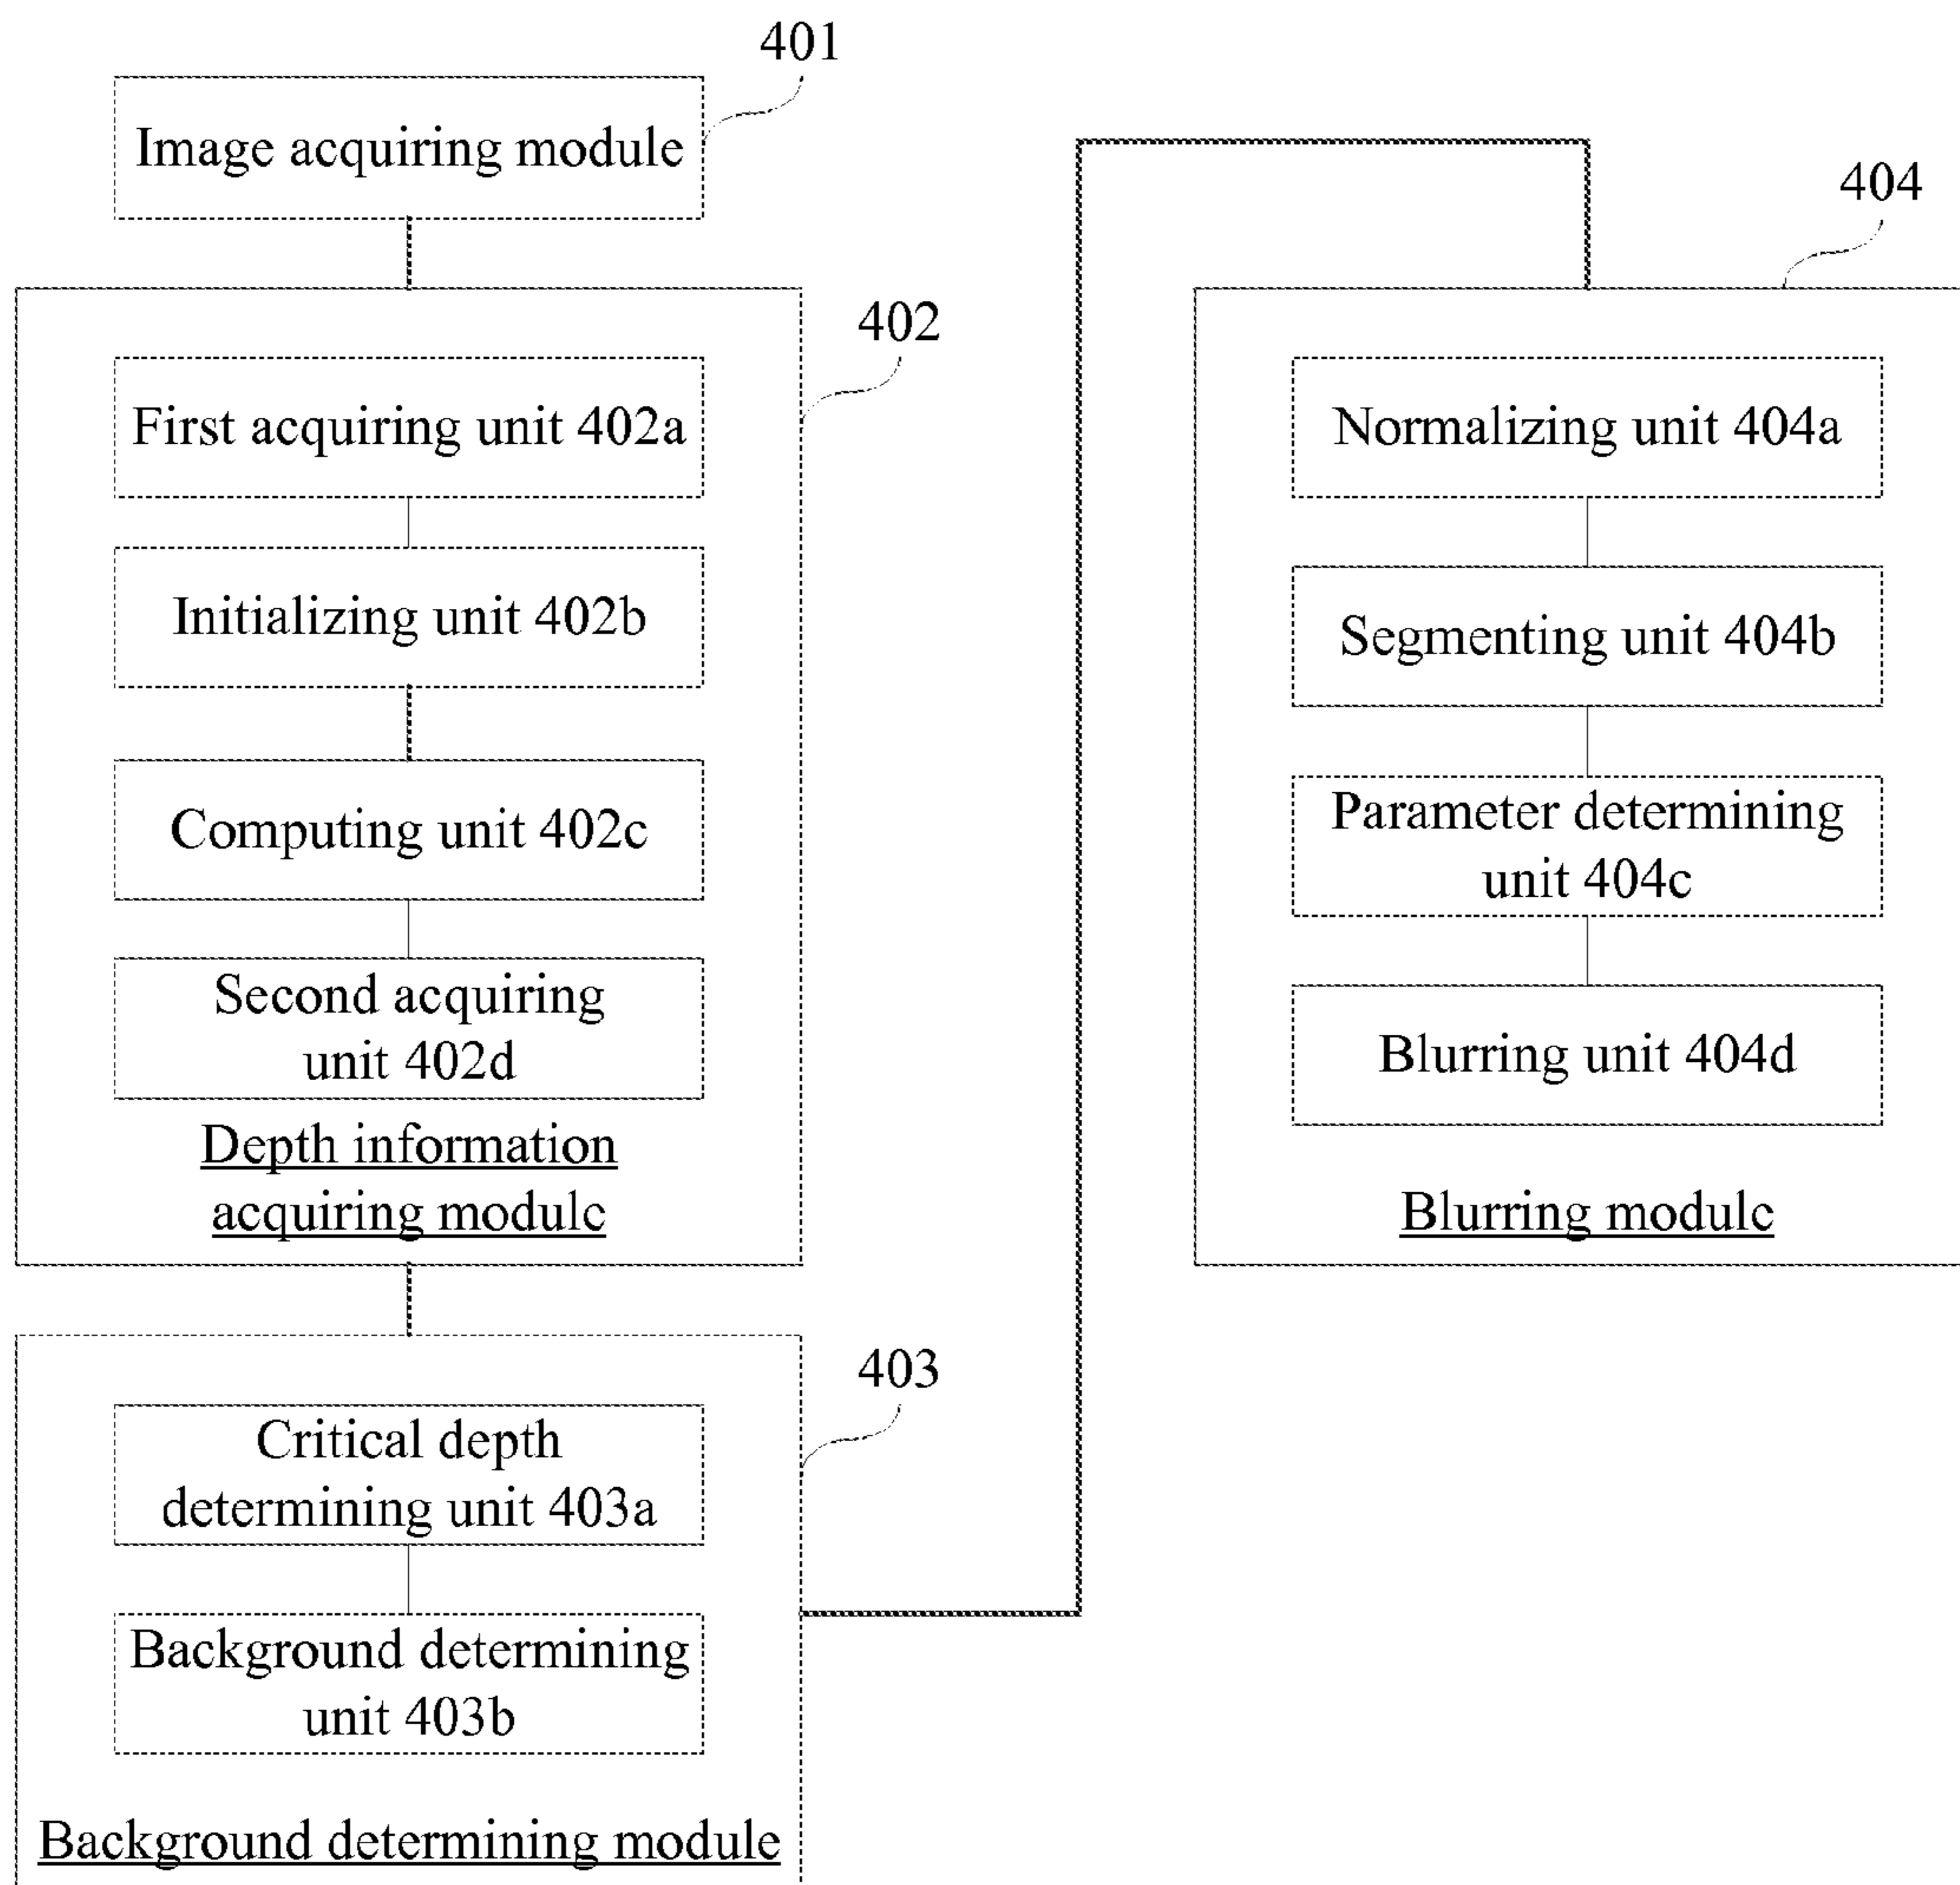 401
Image acquiring module
402
First acquiring unit 402a
Initializing unit 402b
Computing unit 402c
Second acquiring
unit 402d
Depth information
acquiring module
403
Critical depth
determining unit 403a
Background determining
unit 403b
Background determining module
404
Normalizing unit 404a
Segmenting unit 404b
Parameter determining
unit 404c
Blurring unit 404d
Blurring module